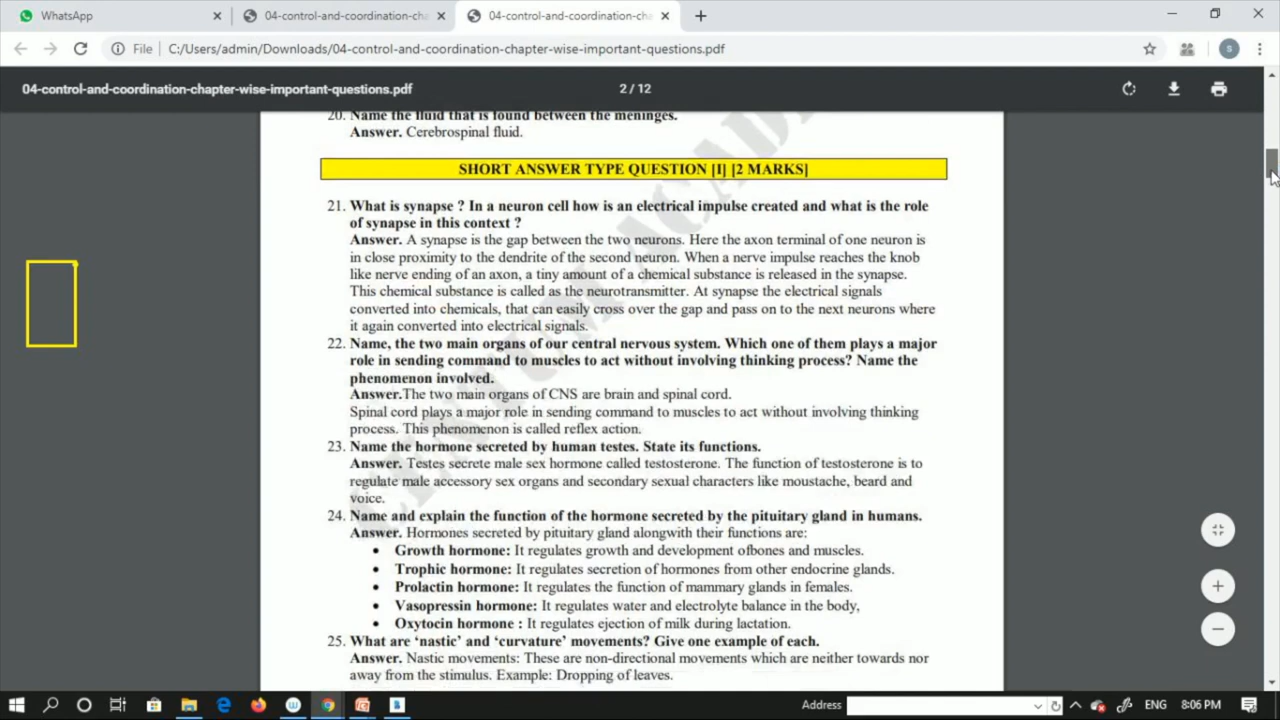 WhatsApp
04-control-and-coordination-cha
04-control-and-coordination-cha
File
C:/Users/admin/Downloads/04-control-and-coordination-chapter-wise-important-questions.pdf
S
04-control-and-coordination-chapter-wise-important-questions.pdf
2 / 12
20. Name the fluid that is found between the meninges.
Answer. Cerebrospinal fluid.
SHORT ANSWER TYPE QUESTION [I] [2 MARKS]
21. What is synapse ? In a neuron cell how is an electrical impulse created and what is the role
of synapse in this context ?
Answer. A synapse is the gap between the two neurons. Here the axon terminal of one neuron is
in close proximity to the dendrite of the second neuron. When a nerve impulse reaches the knob
like nerve ending of an axon, a tiny amount of a chemical substance is released in the synapse.
This chemical substance is called as the neurotransmitter. At synapse the electrical signals
converted into chemicals, that can easily cross over the gap and pass on to the next neurons where
it again converted into electrical signals.
22. Name, the two main organs of our central nervous system. Which one of them plays a major
role in sending command to muscles to act without involving thinking process? Name the
phenomenon involved.
Answer.The two main organs of CNS are brain and spinal cord.
Spinal cord plays a major role in sending command to muscles to act without involving thinking
process. This phenomenon is called reflex action.
23. Name the hormone secreted by human testes. State its functions.
Answer. Testes secrete male sex hormone called testosterone. The function of testosterone is to
regulate male accessory sex organs and secondary sexual characters like moustache, beard and
voice.
24. Name and explain the function of the hormone secreted by the pituitary gland in humans.
Answer. Hormones secreted by pituitary gland alongwith their functions are:
• Growth hormone: It regulates growth and development ofbones and muscles.
• Trophic hormone: It regulates secretion of hormones from other endocrine glands.
• Prolactin hormone: It regulates the function of mammary glands in females.
• Vasopressin hormone: It regulates water and electrolyte balance in the body,
• Oxytocin hormone : It regulates ejection of milk during lactation.
25. What are ‘nastic’ and ‘curvature’ movements? Give one example of each.
Answer. Nastic movements: These are non-directional movements which are neither towards nor
away from the stimulus. Example: Dropping of leaves.
Address
ENG
8:06 PM